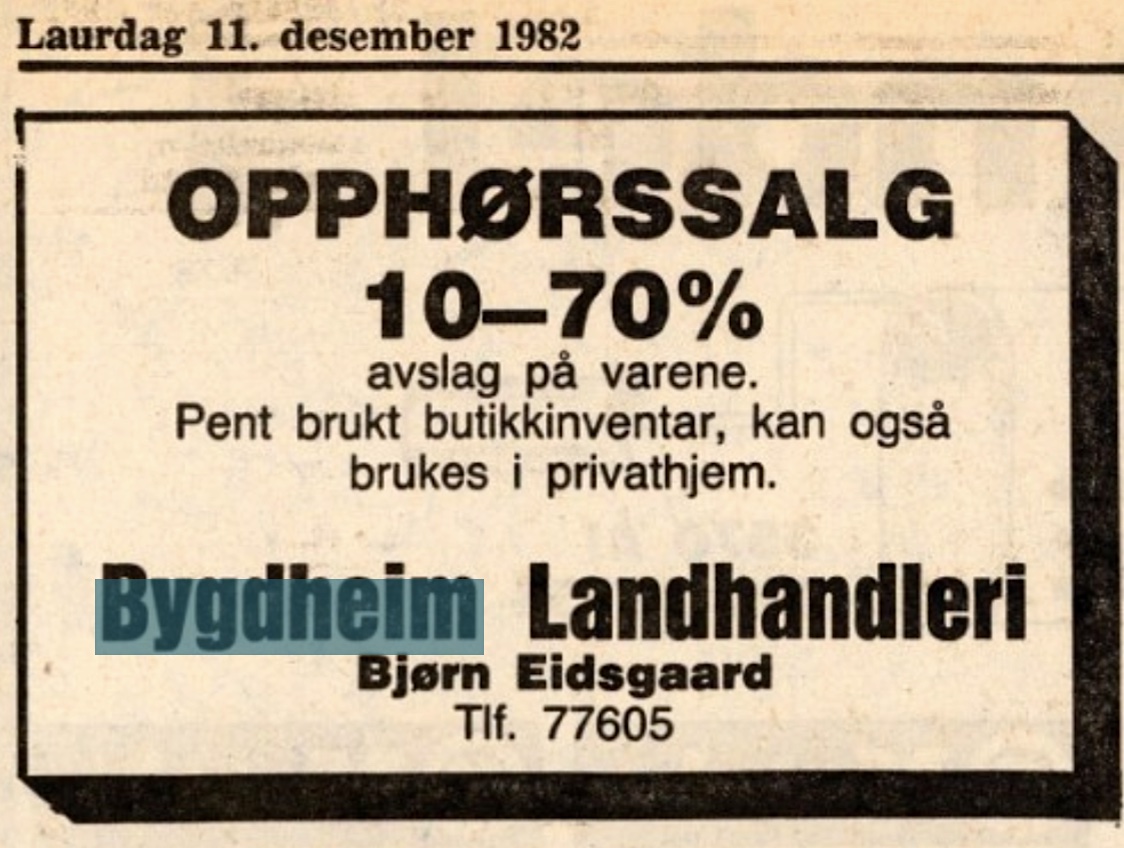 Laurdag 11. desember 1982
OPPHØRSSALG
10—70%
avslag på varene.
Pent brukt butikkinventar, kan også
brukes i privathjem.
Bygdheim Landhandleri
Bjørn Eidsgaard
Tlf. 77605